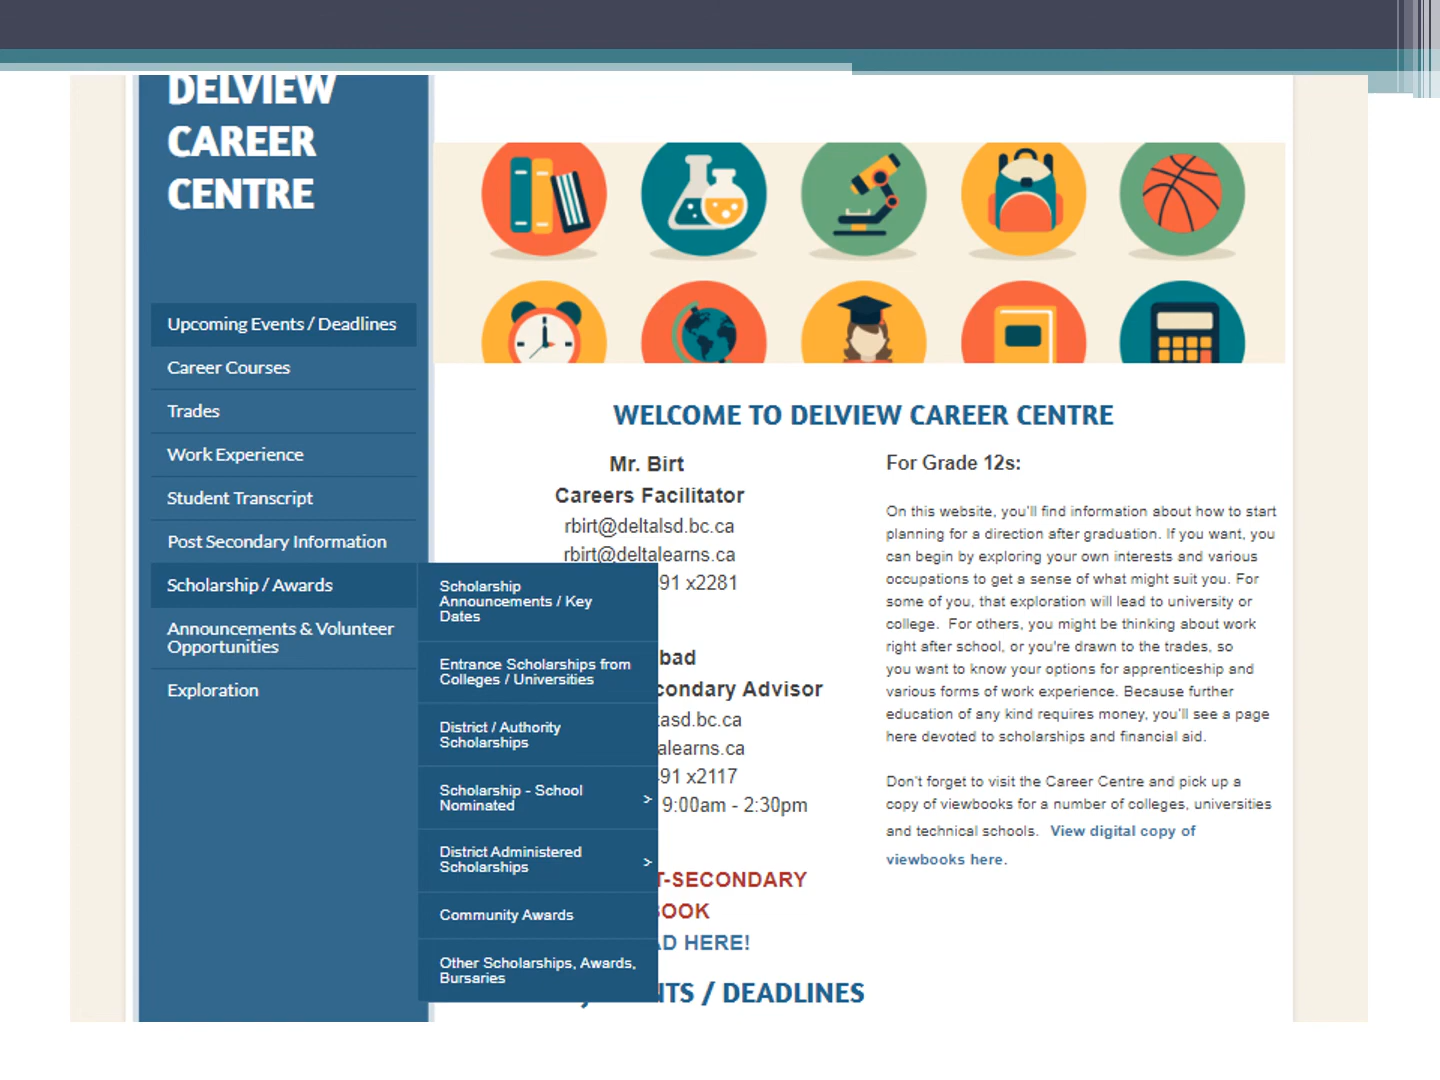 DELVIEW
CAREER
CENTRE
Upcoming Events / Deadlines
Career Courses
Trades
Work Experience
Student Transcript
Post Secondary Information
Scholarship / Awards
Announcements & Volunteer
Opportunities
Exploration
Scholarship
Announcements / Key
Dates
Entrance Scholarships from
Colleges / Universities
District / Authority
Scholarships
Scholarship - School
Nominated >
District Administered
Scholarships >
Community Awards
Other Scholarships, Awards,
Bursaries
WELCOME TO DELVIEW CAREER CENTRE
Mr. Birt
Careers Facilitator
rbirt@deltalsd.bc.ca
rbirt@deltalearns.ca
91 x2281
bad
condary Advisor
asd.bc.ca
alearns.ca
91 x2117
9:00am - 2:30pm
T-SECONDARY
OOK
AD HERE!
NTS / DEADLINES
For Grade 12s:
On this website, you'll find information about how to start
planning for a direction after graduation. If you want, you
can begin by exploring your own interests and various
occupations to get a sense of what might suit you. For
some of you, that exploration will lead to university or
college. For others, you might be thinking about work
right after school, or you're drawn to the trades, so
you want to know your options for apprenticeship and
various forms of work experience. Because further
education of any kind requires money, you'll see a page
here devoted to scholarships and financial aid.
Don't forget to visit the Career Centre and pick up a
copy of viewbooks for a number of colleges, universities
and technical schools. View digital copy of
viewbooks here.